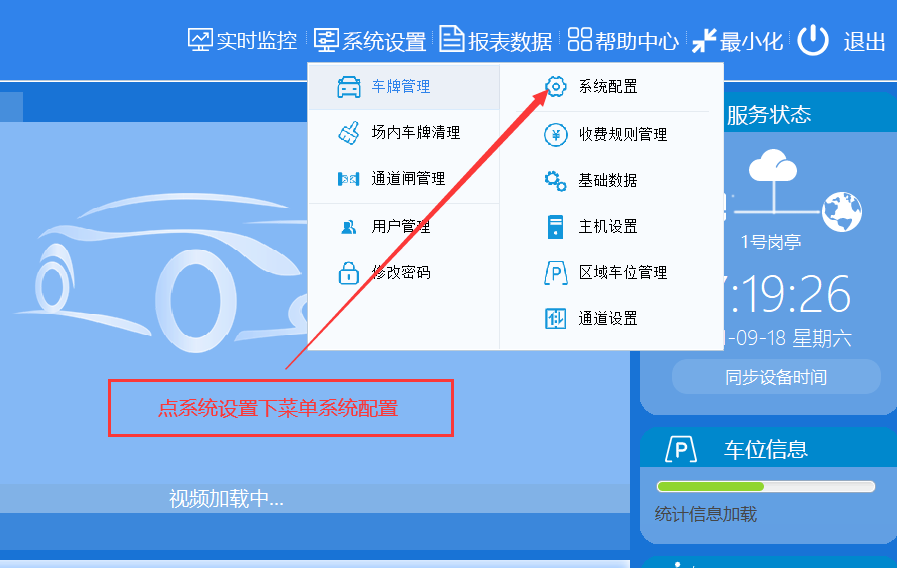 实时监控 系统设置 报表数据 帮助中心 最小化 退出
车牌管理
场内车牌清理
通道闸管理
用户管理
修改密码
系统配置
¥ 收费规则管理
基础数据
主机设置
P 区域车位管理
通道设置
服务状态
1号岗亭
:19:26
-09-18 星期六
同步设备时间
点系统设置下菜单系统配置
P 车位信息
统计信息加载
视频加载中...